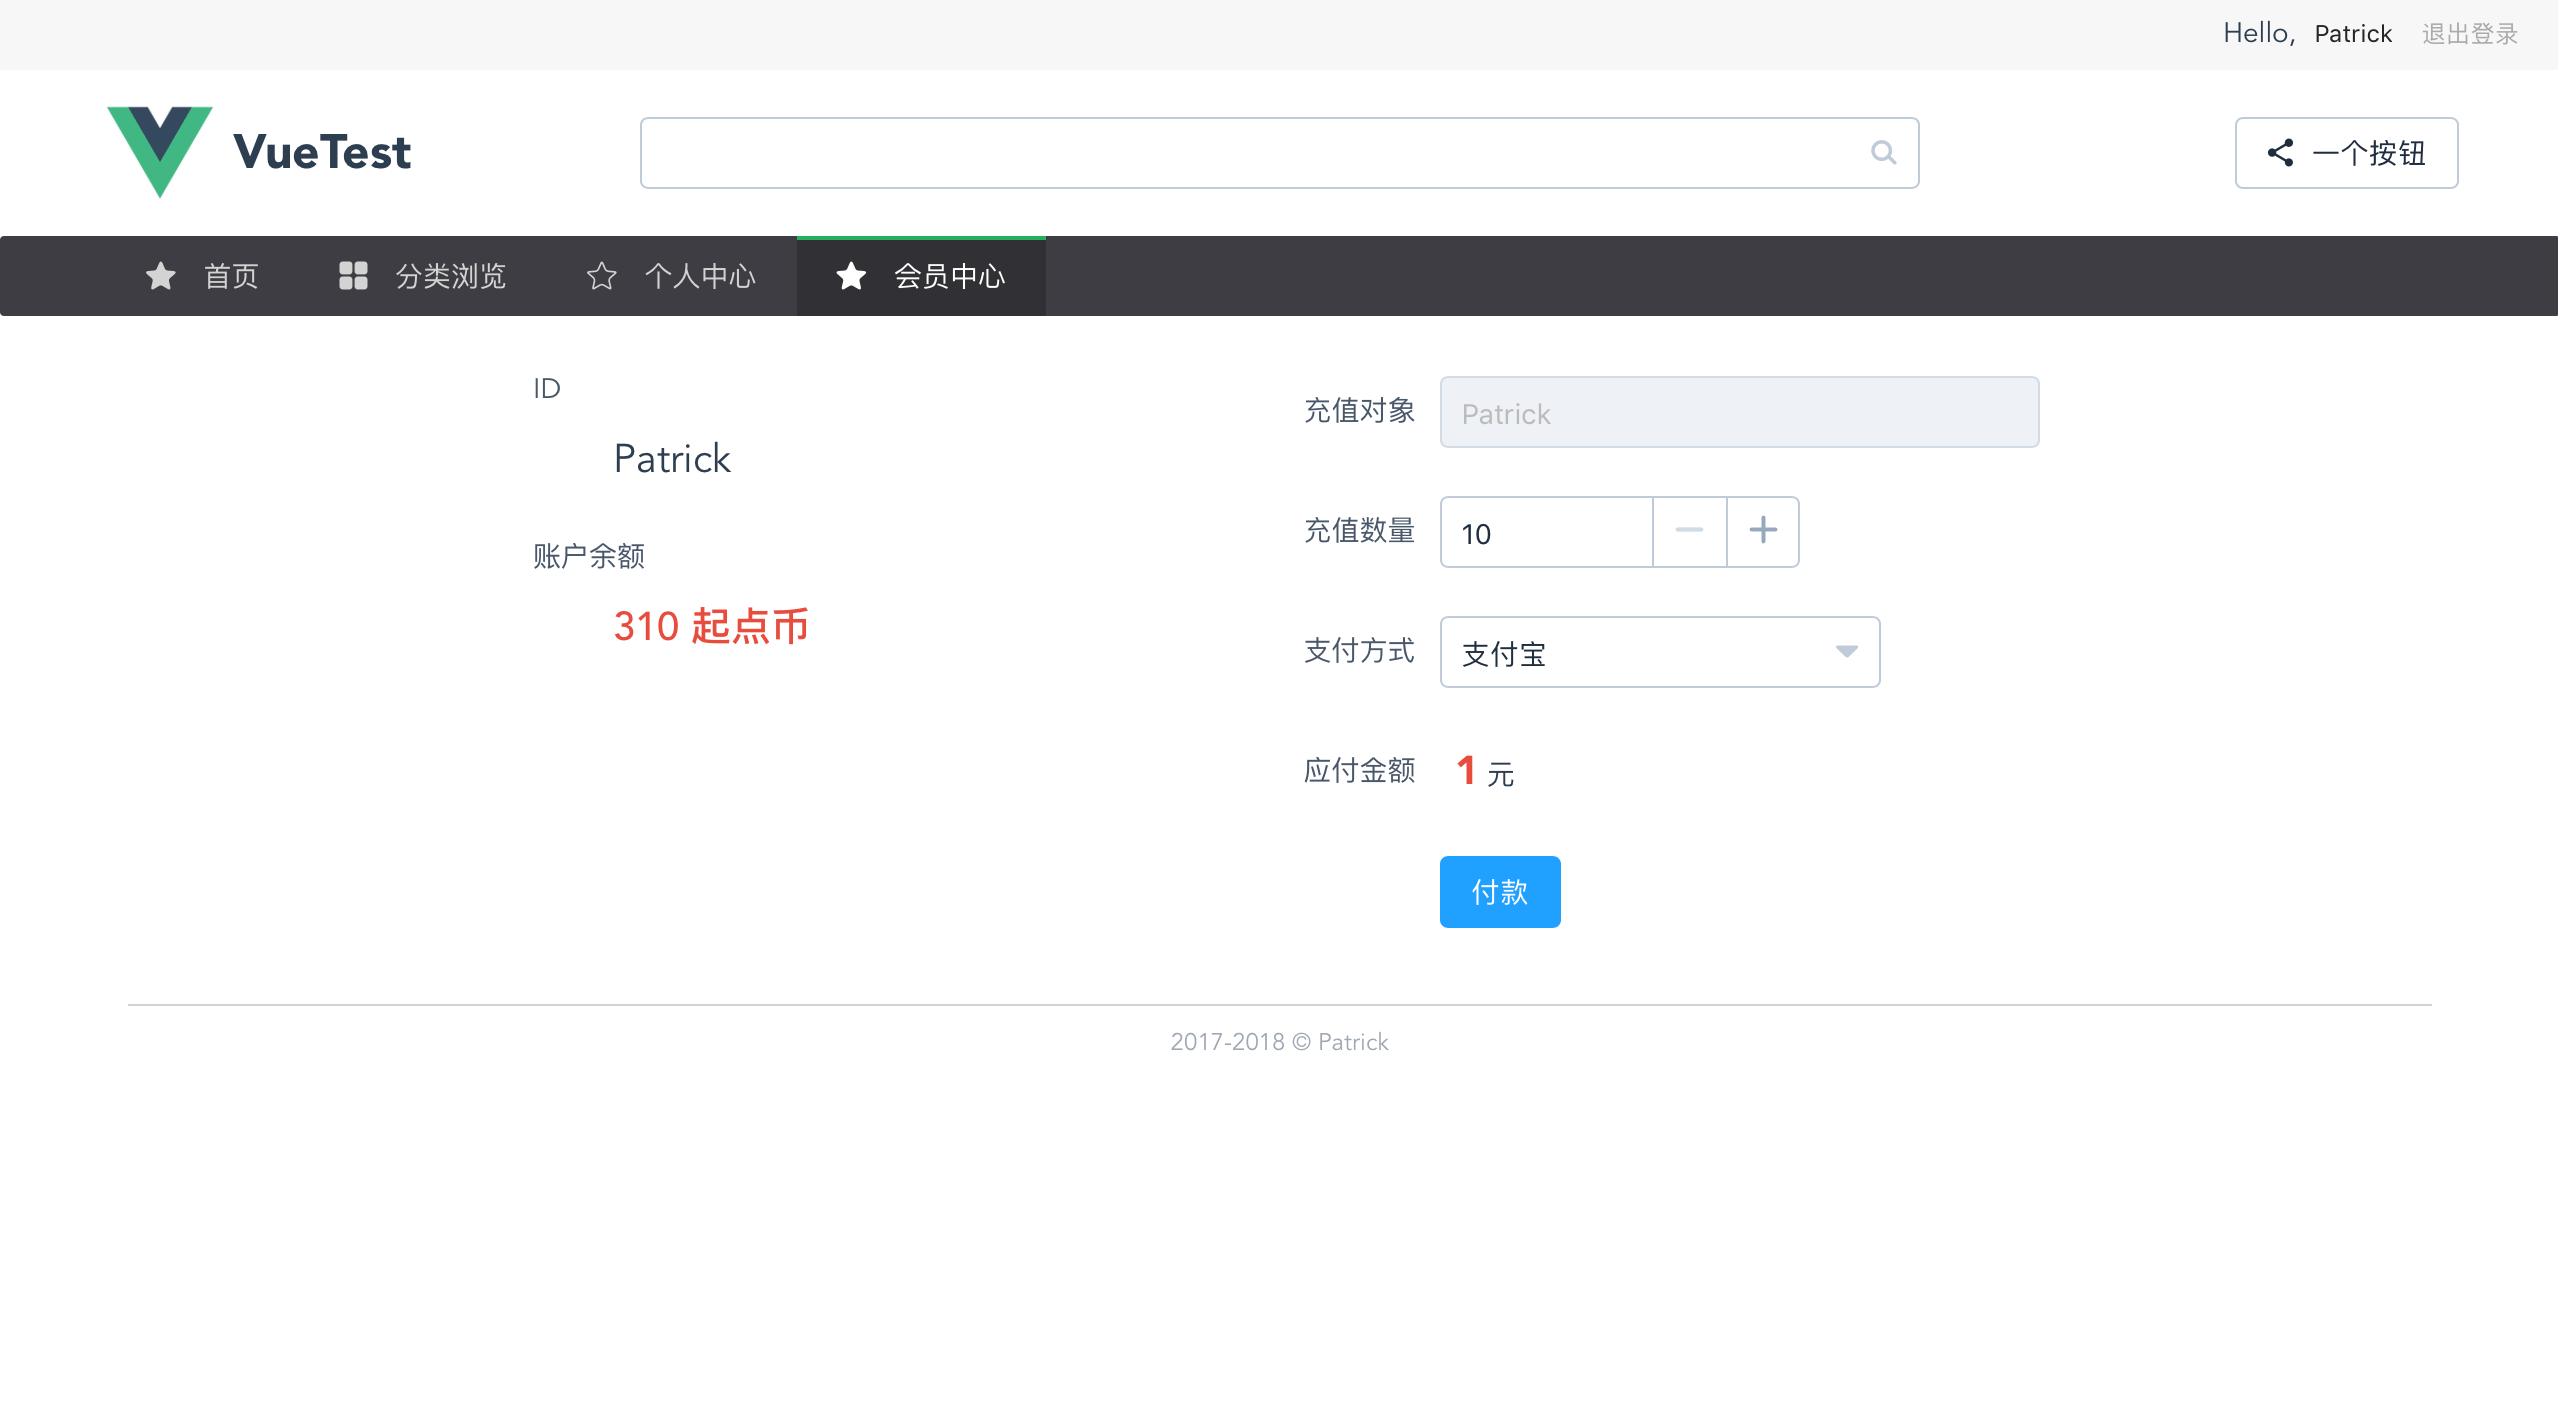 Hello, Patrick 退出登录
VueTest
一个按钮
首页 分类浏览 个人中心 会员中心
ID
Patrick
账户余额
310 起点币
充值对象 Patrick
充值数量 10
支付方式 支付宝
应付金额 1 元
付款
2017-2018 © Patrick